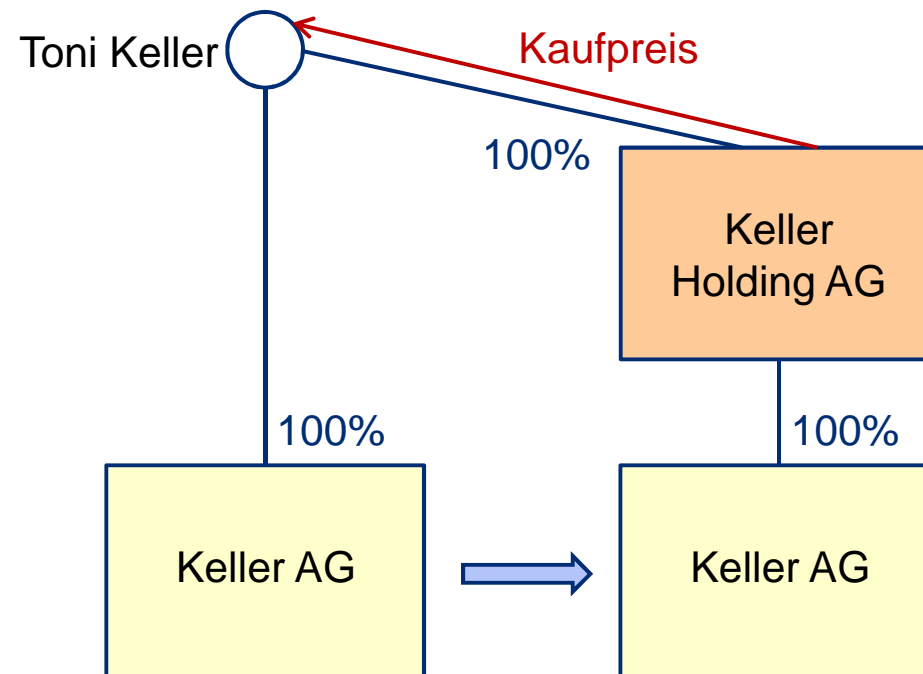 Toni Keller
Kaufpreis
100%
Keller
Holding AG
100%
100%
Keller AG
Keller AG